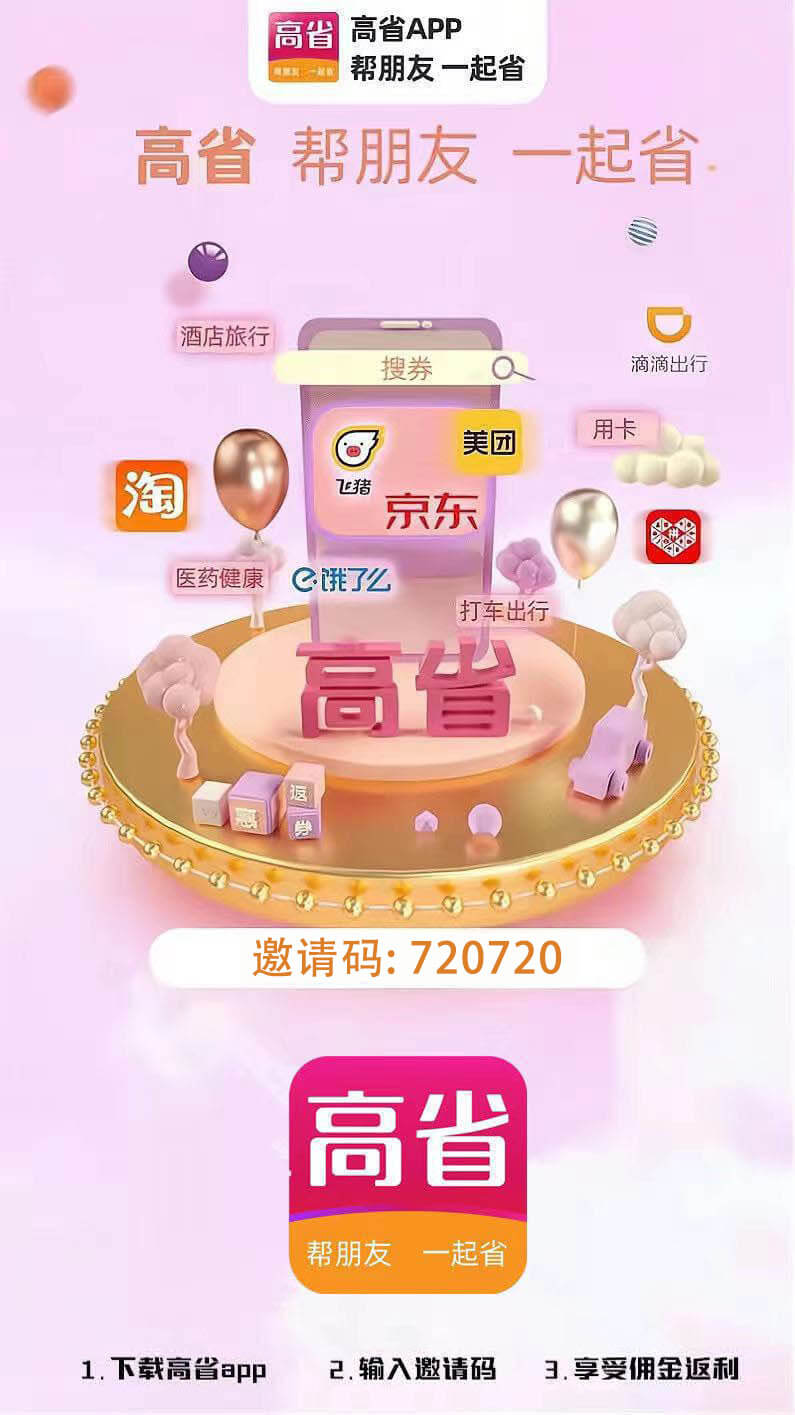 高省
帮朋友 一起省
高省APP
帮朋友 一起省
高省 帮朋友 一起省
酒店旅行
搜券
滴滴出行
用卡
美团
飞猪
淘
京东
拼
医药健康
饿了么
打车出行
高省
返
惠
券
邀请码: 720720
高省
帮朋友 一起省
1.下载高省app 2.输入邀请码 3.享受佣金返利